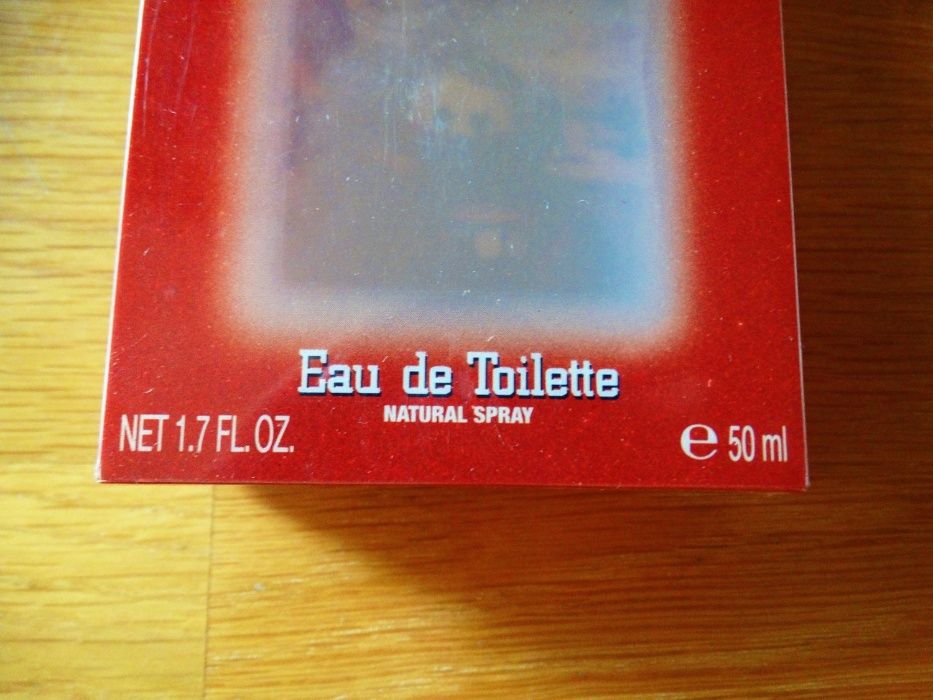 Eau de Toilette
NATURAL SPRAY
NET 1.7 FL. OZ.
℮ 50 ml